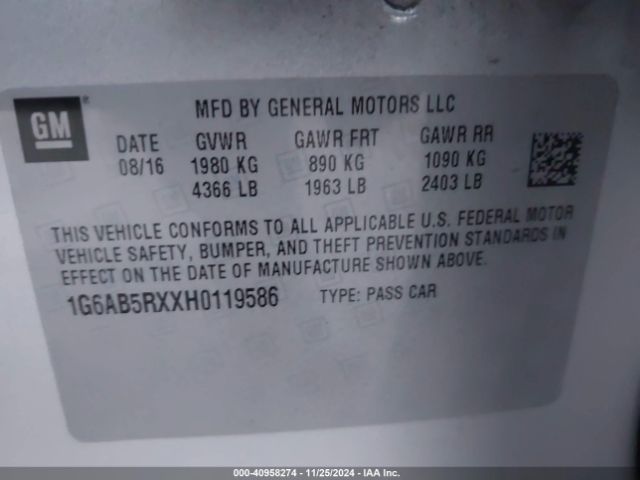 GM
MFD BY GENERAL MOTORS LLC
DATE GVWR GAWR FRT GAWR RR
08/16 1980 KG 890 KG 1090 KG
4366 LB 1963 LB 2403 LB
THIS VEHICLE CONFORMS TO ALL APPLICABLE U.S. FEDERAL MOTOR
VEHICLE SAFETY, BUMPER, AND THEFT PREVENTION STANDARDS IN
EFFECT ON THE DATE OF MANUFACTURE SHOWN ABOVE.
1G6AB5RXXH0119586 TYPE: PASS CAR
000-40958274 - 11/25/2024 - IAA Inc.